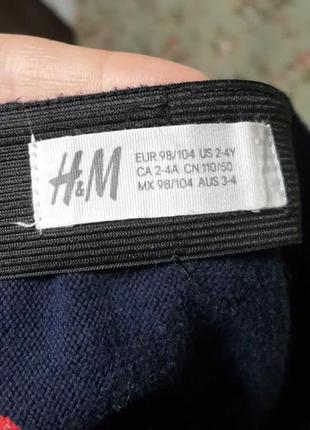 H&M
EUR 98/104 US 2-4Y
CA 2-4A CN 110/50
MX 98/104 AUS 3-4